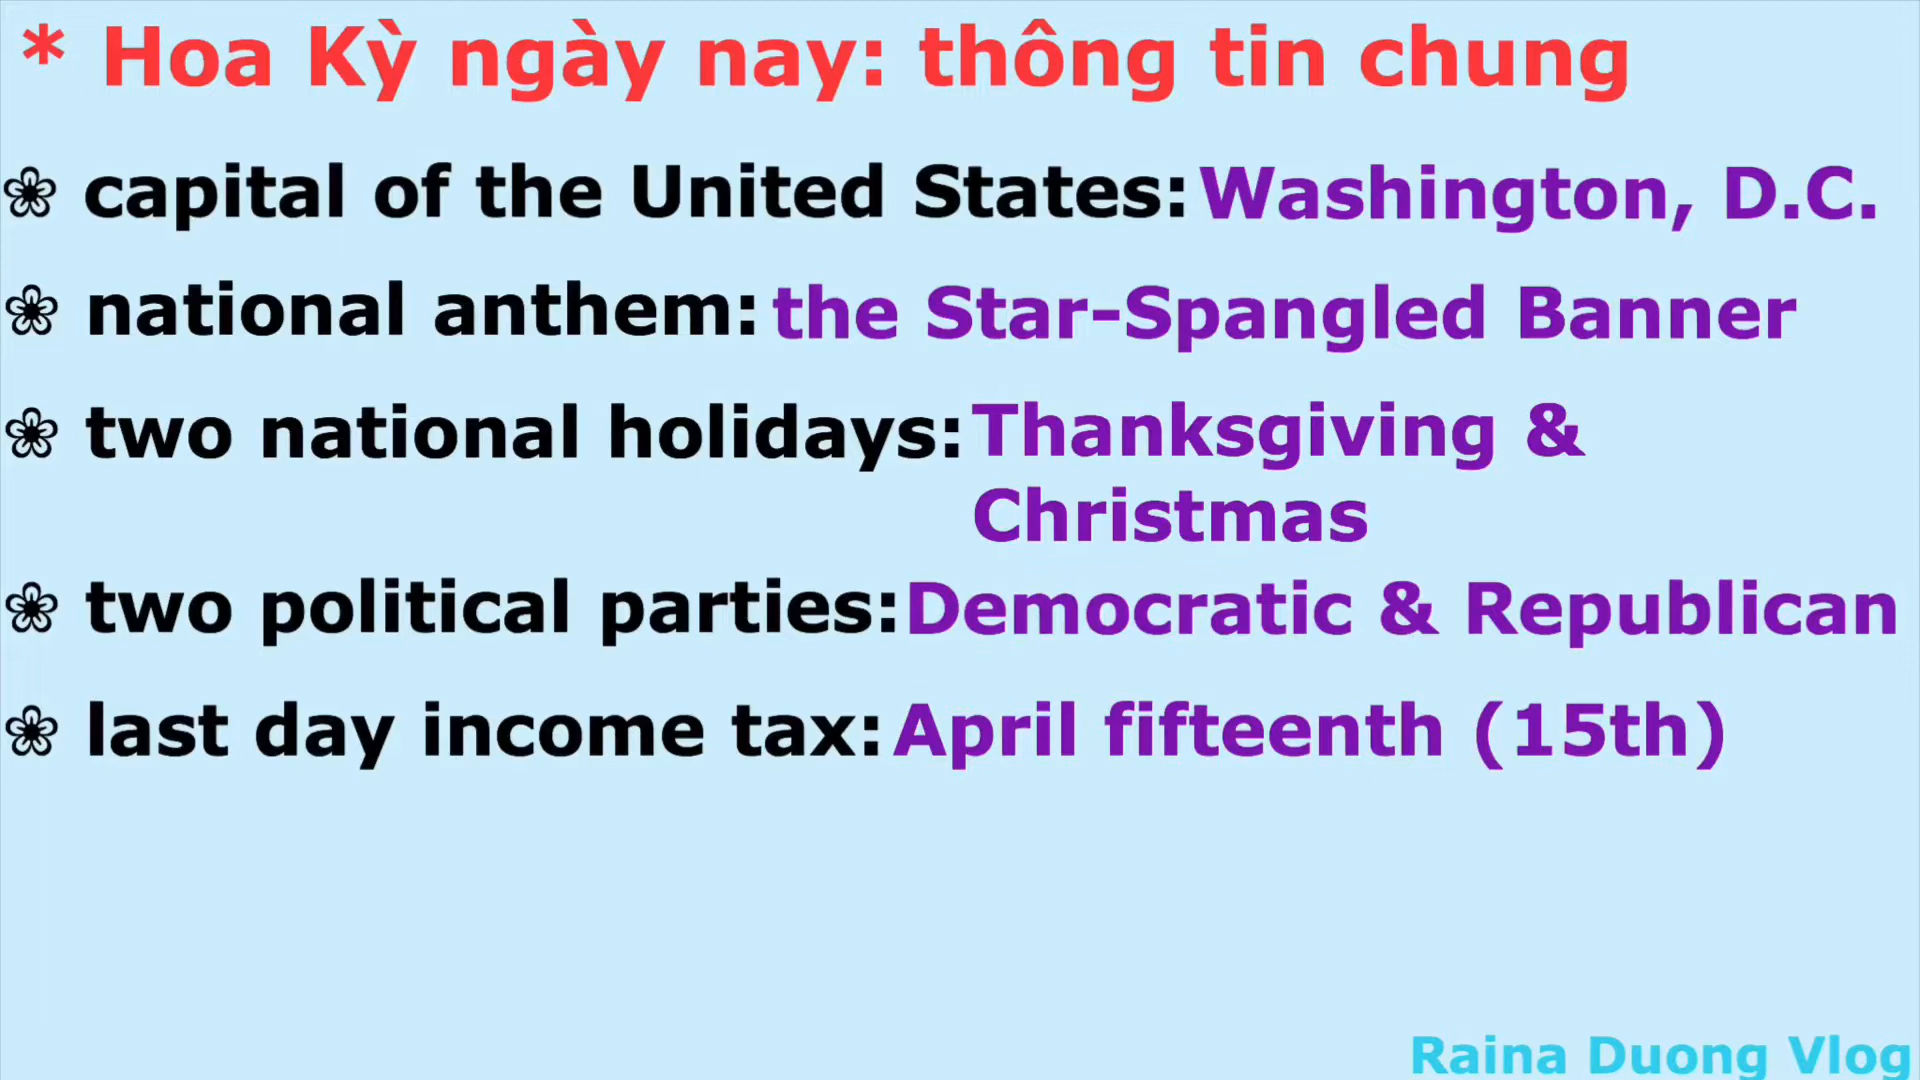 * Hoa Kỳ ngày nay: thông tin chung
❀ capital of the United States: Washington, D.C.
❀ national anthem: the Star-Spangled Banner
❀ two national holidays: Thanksgiving &
Christmas
❀ two political parties: Democratic & Republican
❀ last day income tax: April fifteenth (15th)
Raina Duong Vlog